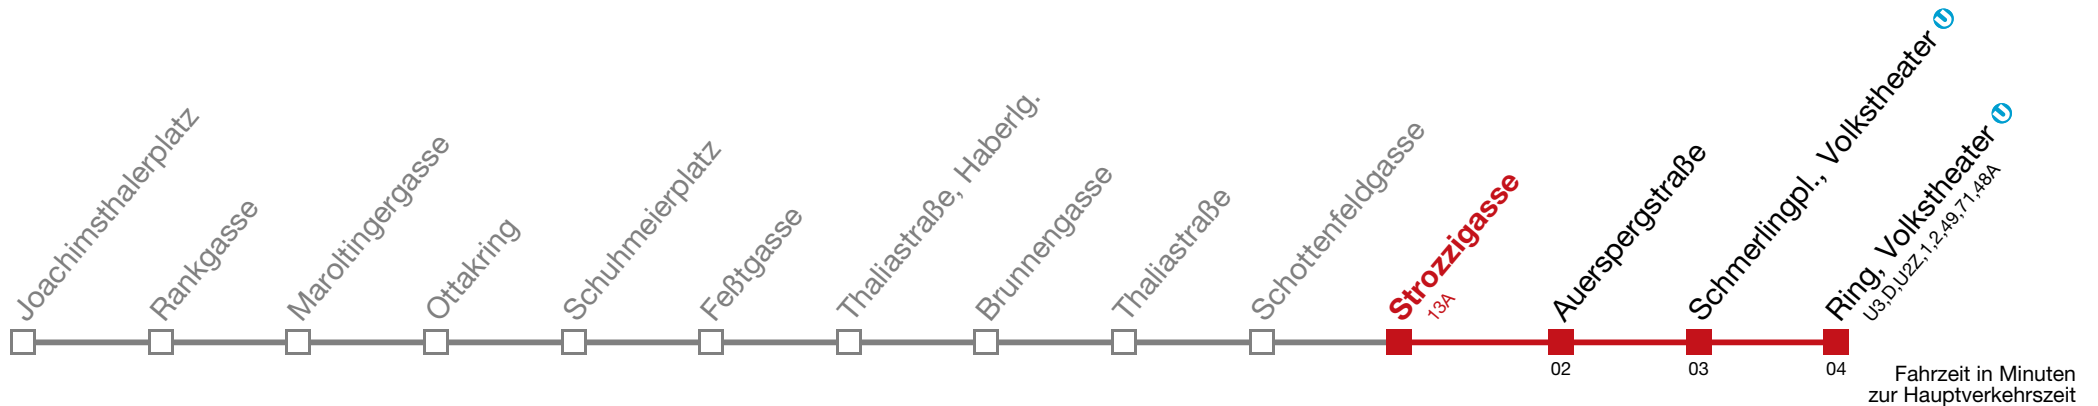 Joachimsthalerplatz
Rankgasse
Maroltingergasse
Ottakring
Schuhmeierplatz
Feßtgasse
Thaliastraße, Haberlg.
Brunnengasse
Thaliastraße
Schottenfeldgasse
Strozzigasse
13A
Auerspergstraße
Schmerlingpl., Volkstheater U
Ring, Volkstheater U
U3,D,U2Z,1,2,49,71,48A
02
03
04
Fahrzeit in Minuten
zur Hauptverkehrszeit